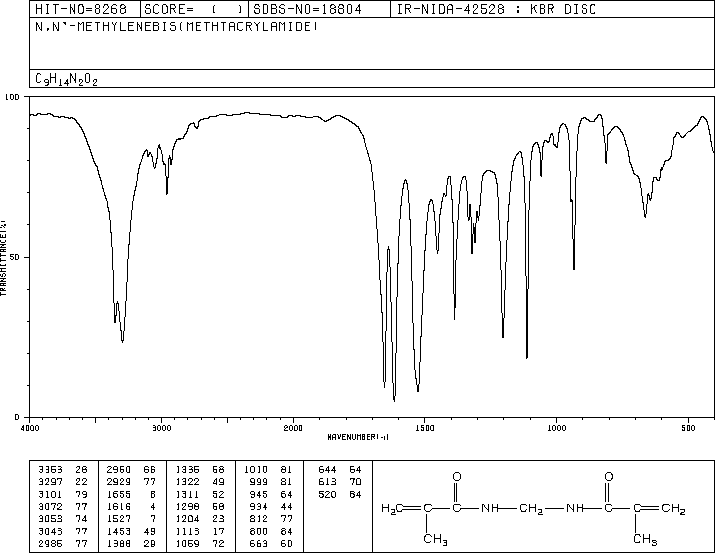 HIT-NO=8268 SCORE= ( ) SDBS-NO=18804 IR-NIDA-42528 : KBR DISC
N,N'-METHYLENEBIS(METHTACRYLAMIDE)
C9H14N2O2
100
50
0
TRANSMITTANCE(%)
4000 3000 2000 1500 1000 500
WAVENUMBER(-1)
3353 28 2960 66 1336 58 1010 81 644 64
3297 22 2929 77 1322 49 999 81 613 70
3101 79 1655 8 1311 52 945 64 520 84
3072 77 1616 4 1298 58 934 44
3053 74 1527 7 1204 23 812 77
3043 77 1453 49 1113 17 800 84
2985 77 1388 29 1059 72 663 60
O O
H2C NH CH2 NH CH2
CH3 CH3